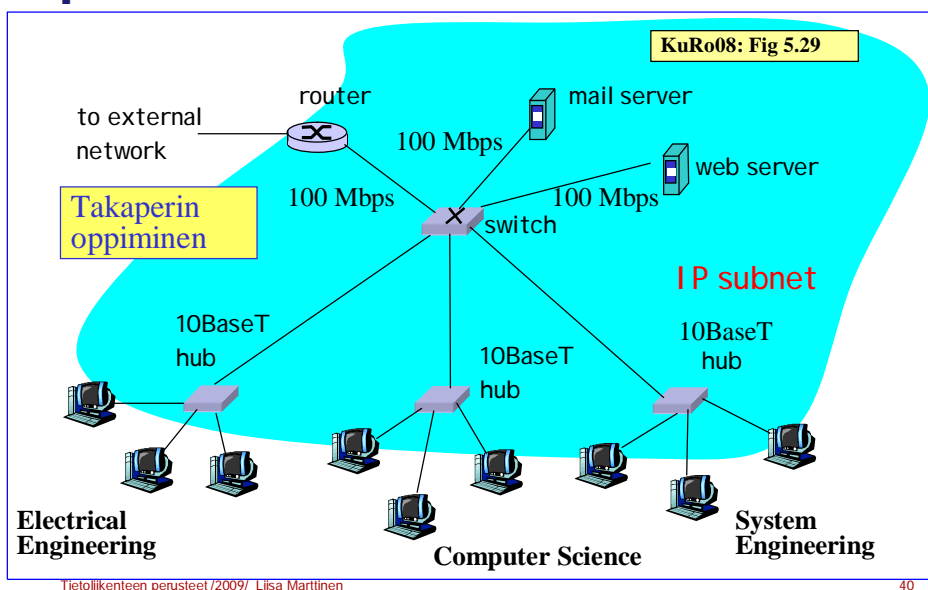 KuRo08: Fig 5.29
router
mail server
to external
network
100 Mbps
web server
100 Mbps
100 Mbps
Takaperin
oppiminen
switch
IP subnet
10BaseT
hub
10BaseT
hub
10BaseT
hub
Electrical
Engineering
Computer Science
System
Engineering
Tietoliikenteen perusteet /2009/ Liisa Marttinen
40